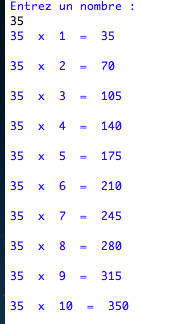 Entrez un nombre :
35
35 x 1 = 35
35 x 2 = 70
35 x 3 = 105
35 x 4 = 140
35 x 5 = 175
35 x 6 = 210
35 x 7 = 245
35 x 8 = 280
35 x 9 = 315
35 x 10 = 350